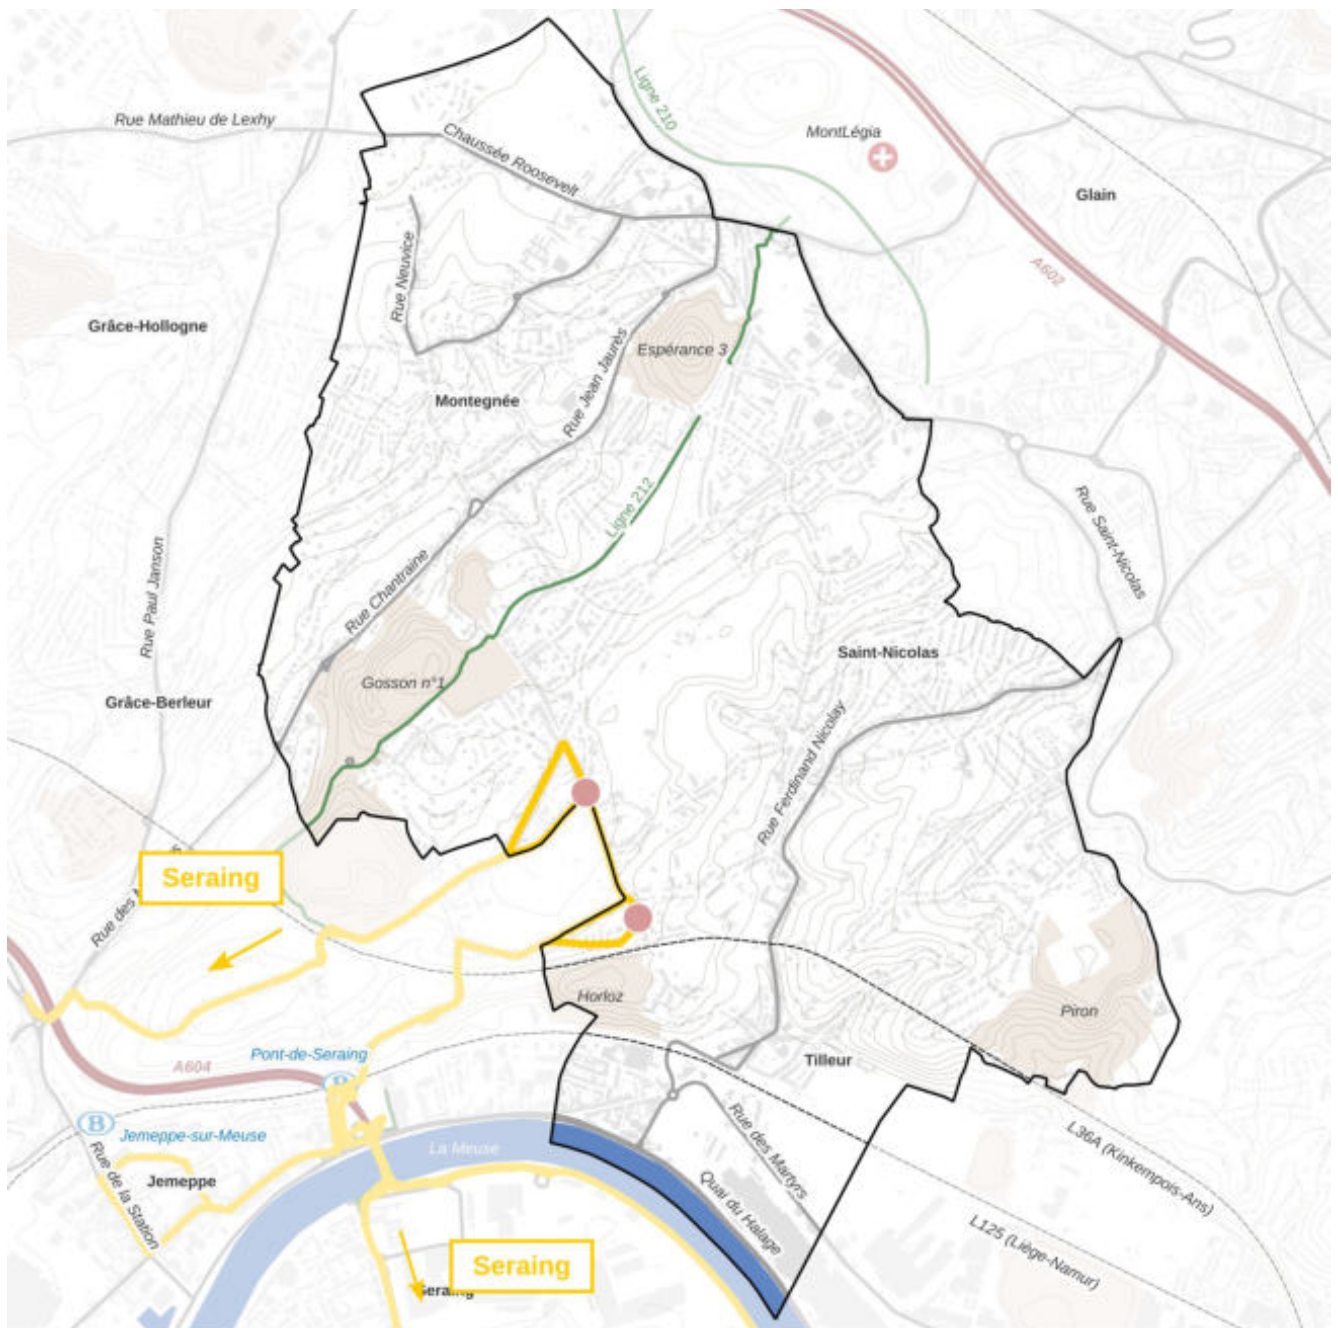 Ligne 210
Rue Mathieu de Lexhy
Chaussée Roosevelt
MontLégia
Glain
A602
Rue Neuvice
Grâce-Hollogne
Espérance 3
Rue Jean Jaurès
Montegnée
Ligne 212
Rue Saint-Nicolas
Rue Paul Janson
Rue Chantraine
Saint-Nicolas
Gosson n°1
Grâce-Berleur
Rue Ferdinand Nicolay
Seraing
Rue des
Horloz
Piron
Pont-de-Seraing
A604
Tilleur
B
Jemeppe-sur-Meuse
La Meuse
Rue des Martyrs
L36A (Kinkempois-Ans)
Jemeppe
Rue de la Station
Quai du Halage
L125 (Liège-Namur)
Seraing
Seraing